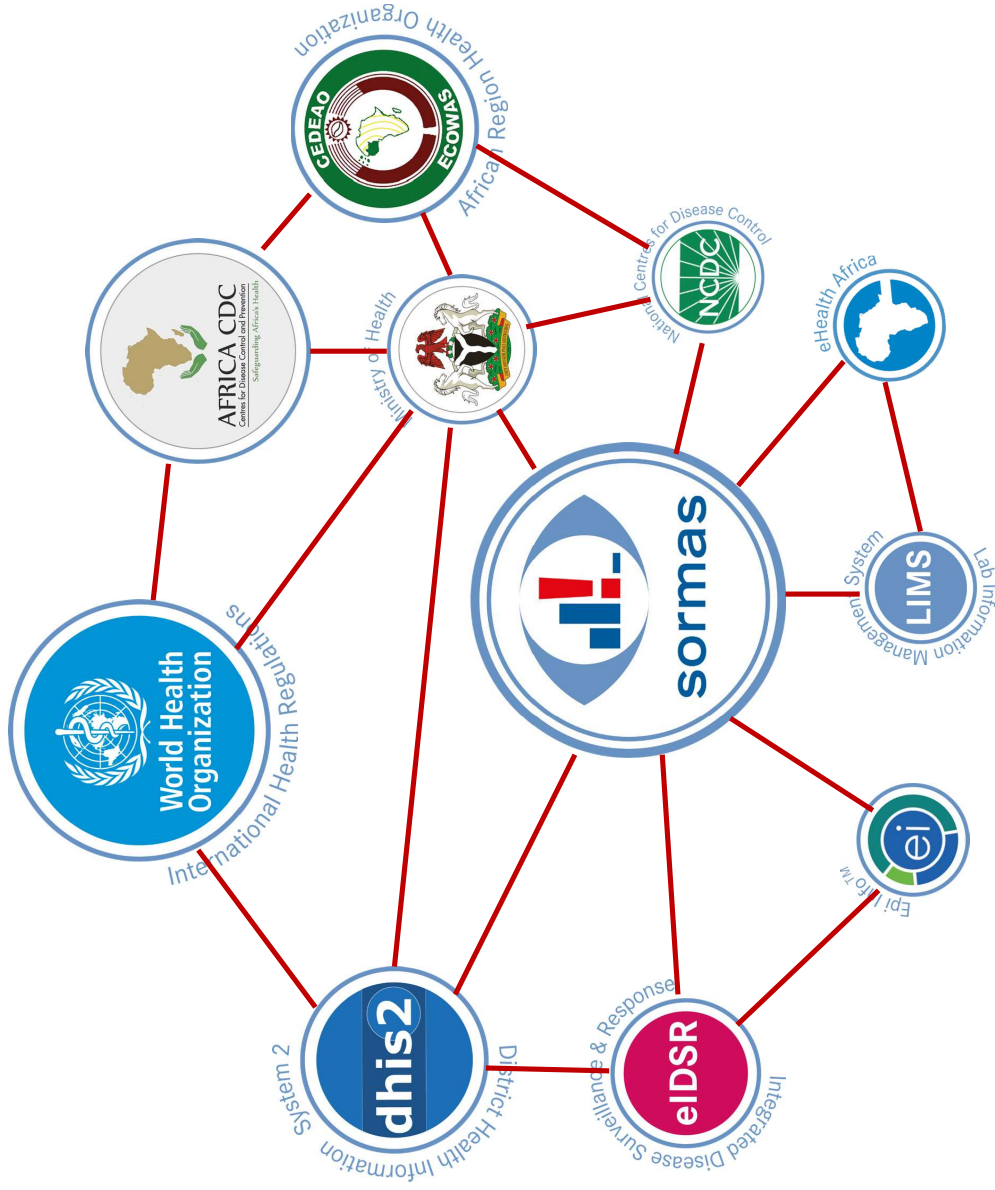 World Health
Organization
International Health Regulations
AFRICA CDC
Centres for Disease Control and Prevention
Safeguarding Africa's Health
dhis2
District Health Information System 2
CEDEAO
ECOWAS
African Region Health Organization
Ministry of Health
sormas
eIDSR
Integrated Disease Surveillance & Response
NCDC
National Centres for Disease Control
ei
Epi Info™
LIMS
Lab Information Management System
eHealth Africa